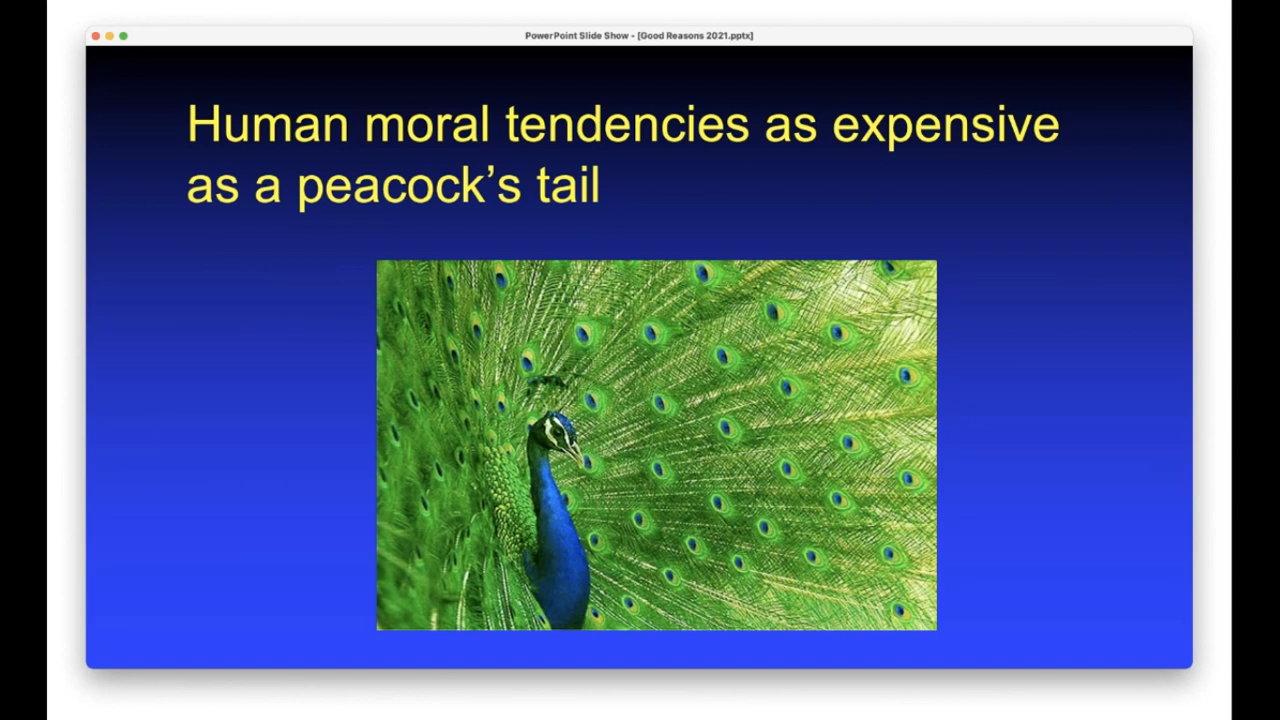 PowerPoint Slide Show - [Good Reasons 2021.pptx]
Human moral tendencies as expensive
as a peacock’s tail